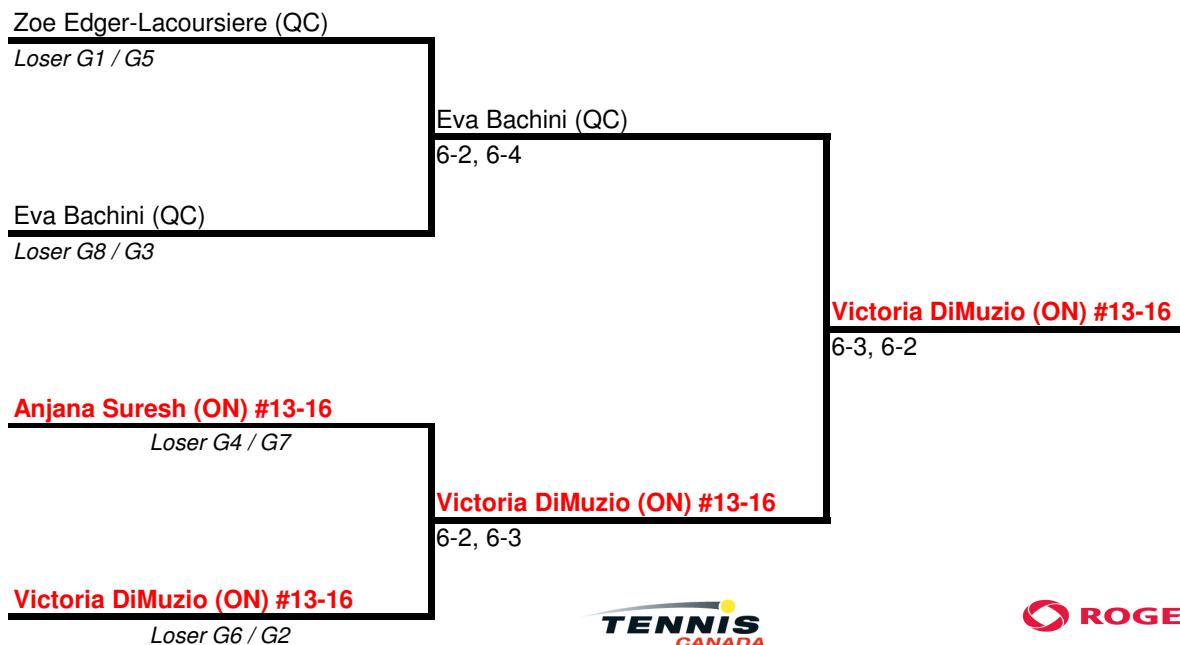 Zoe Edger-Lacoursiere (QC)
Loser G1 / G5
Eva Bachini (QC)
6-2, 6-4
Eva Bachini (QC)
Loser G8 / G3
Victoria DiMuzio (ON) #13-16
6-3, 6-2
Anjana Suresh (ON) #13-16
Loser G4 / G7
Victoria DiMuzio (ON) #13-16
6-2, 6-3
Victoria DiMuzio (ON) #13-16
Loser G6 / G2
TENNIS
CANADA
ROGE